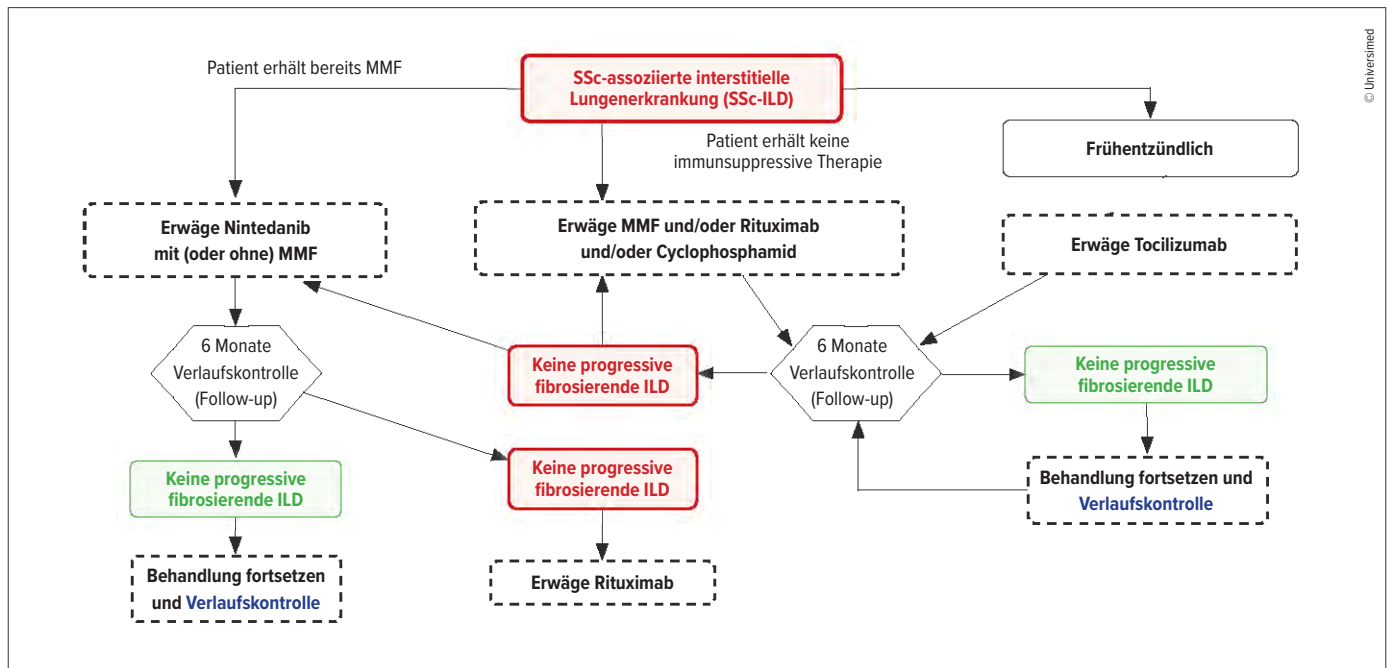 © Universimed
Patient erhält bereits MMF
SSc-assoziierte interstitielle
Lungenerkrankung (SSc-ILD)
Patient erhält keine
immunsuppressive Therapie
Frühentzündlich
Erwäge Nintedanib
mit (oder ohne) MMF
Erwäge MMF und/oder Rituximab
und/oder Cyclophosphamid
Erwäge Tocilizumab
6 Monate
Verlaufskontrolle
(Follow-up)
Keine progressive
fibrosierende ILD
6 Monate
Verlaufskontrolle
(Follow-up)
Keine progressive
fibrosierende ILD
Keine progressive
fibrosierende ILD
Keine progressive
fibrosierende ILD
Behandlung fortsetzen und
Verlaufskontrolle
Behandlung fortsetzen
und Verlaufskontrolle
Erwäge Rituximab